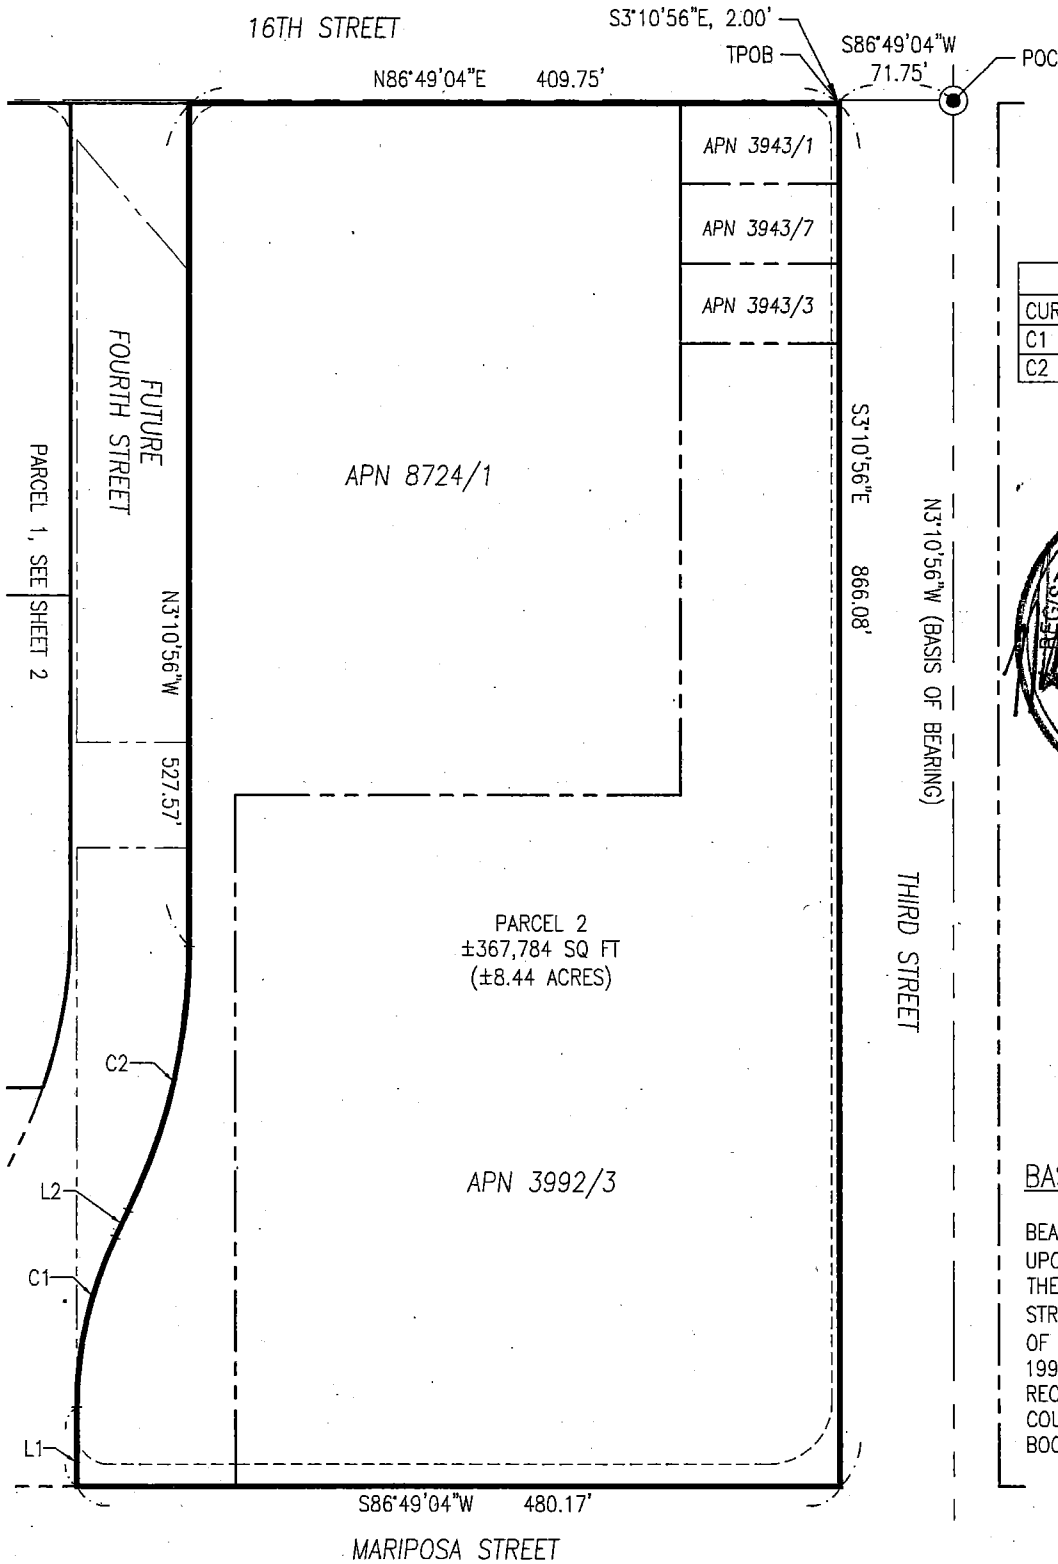 16TH STREET
S3°10'56"E, 2.00'
TPOB
S86°49'04"W
71.75'
POC
N86°49'04"E 409.75'
APN 3943/1
APN 3943/7
APN 3943/3
CUR
C1
C2
FUTURE
FOURTH STREET
APN 8724/1
S3°10'56"E 866.08'
N3°10'56"W (BASIS OF BEARING)
PARCEL 1, SEE SHEET 2
N3°10'56"W 527.57'
THIRD STREET
PARCEL 2
±367,784 SQ FT
(±8.44 ACRES)
C2
L2
C1
L1
APN 3992/3
BAS
BEA
UPO
THE
STR
OF
199
REC
COU
BOO
S86°49'04"W 480.17'
MARIPOSA STREET